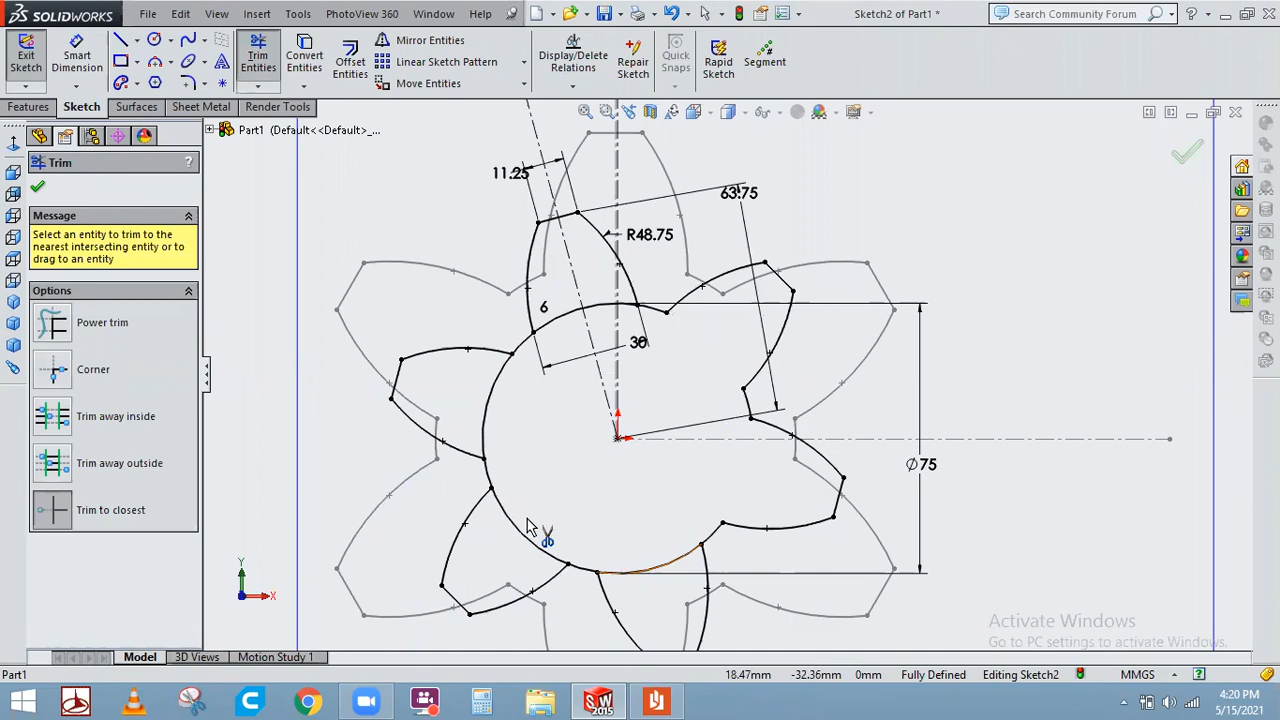 SOLIDWORKS
File Edit View Insert Tools PhotoView 360 Window Help
Sketch2 of Part1 *
Search Community Forum
Exit Sketch
Smart Dimension
Trim Entities
Convert Entities
Offset Entities
Mirror Entities
Linear Sketch Pattern
Move Entities
Display/Delete Relations
Repair Sketch
Quick Snaps
Rapid Sketch
Segment
Features Sketch Surfaces Sheet Metal Render Tools
Part1 (Default<<Default>_...
Trim
?
Message
Select an entity to trim to the
nearest intersecting entity or to
drag to an entity
Options
Power trim
Corner
Trim away inside
Trim away outside
Trim to closest
11.25
63.75
R48.75
6
30
∅75
Y
X
Activate Windows
Go to PC settings to activate Windows.
Model 3D Views Motion Study 1
Part1
18.47mm -32.36mm 0mm Fully Defined Editing Sketch2 MMGS
SW 2015
4:20 PM
5/15/2021